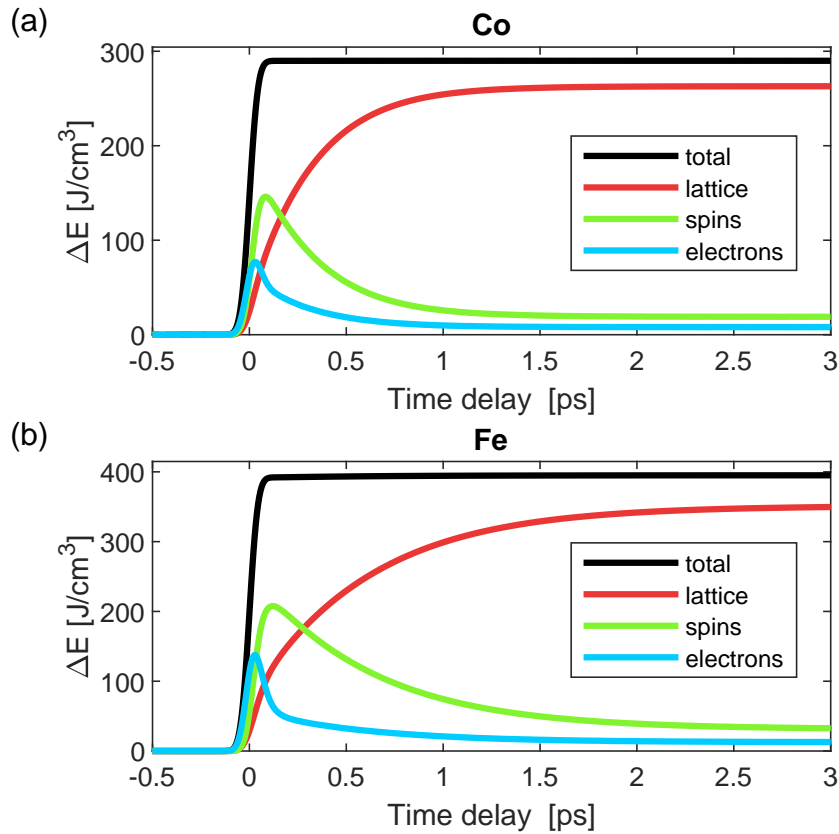 (a)
Co
300
200
100
0
ΔE [J/cm³]
total
lattice
spins
electrons
-0.5 0 0.5 1 1.5 2 2.5 3
Time delay [ps]
(b)
Fe
400
300
200
100
0
ΔE [J/cm³]
total
lattice
spins
electrons
-0.5 0 0.5 1 1.5 2 2.5 3
Time delay [ps]